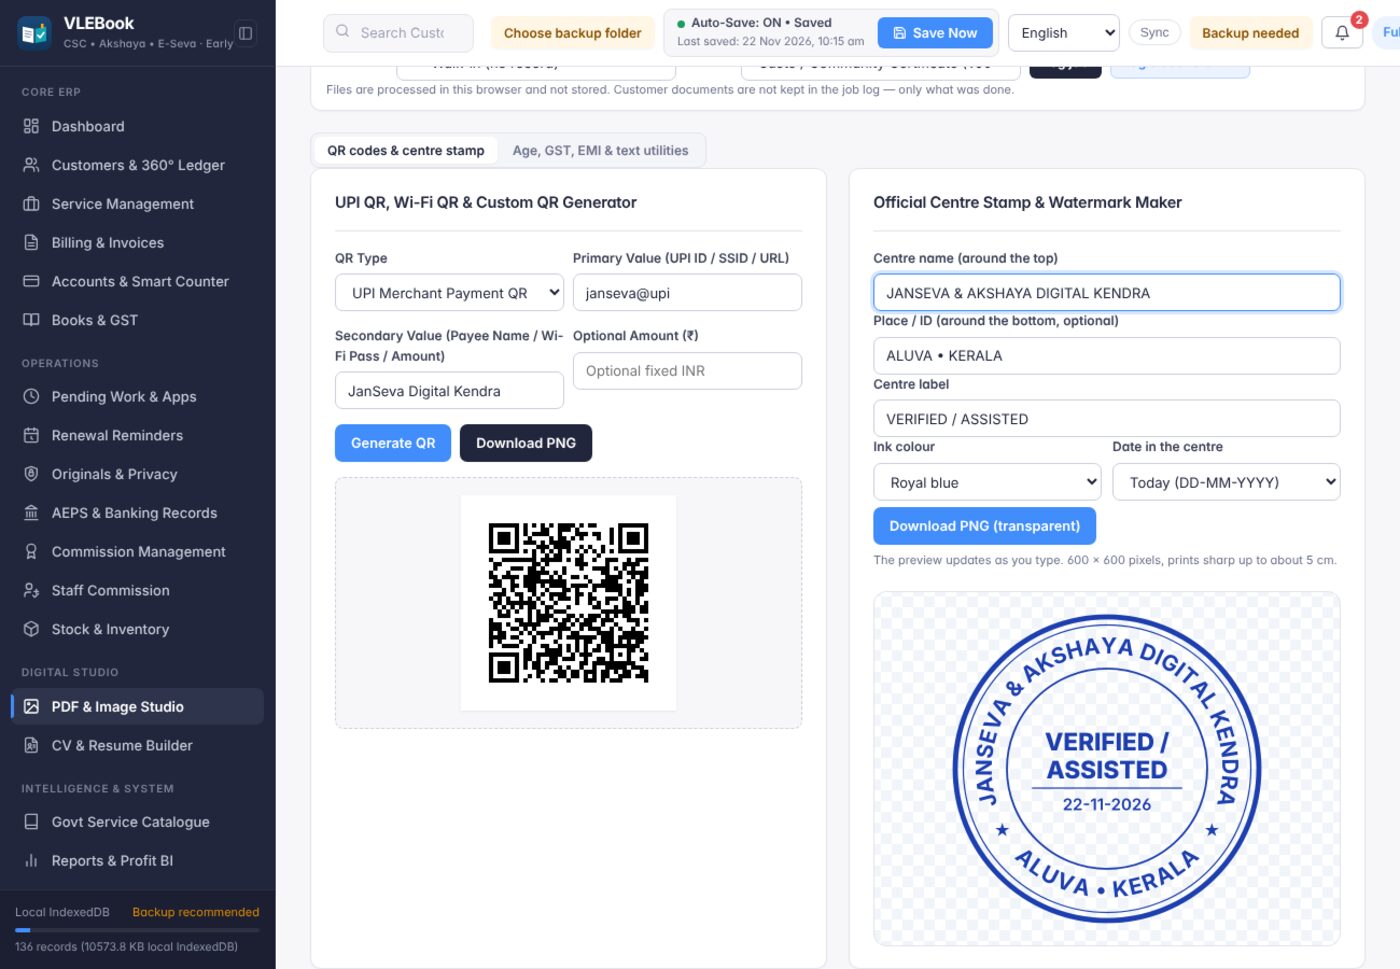 VLEBook
CSC • Akshaya • E-Seva · Early
CORE ERP
Dashboard
Customers & 360° Ledger
Service Management
Billing & Invoices
Accounts & Smart Counter
Books & GST
OPERATIONS
Pending Work & Apps
Renewal Reminders
Originals & Privacy
AEPS & Banking Records
Commission Management
Staff Commission
Stock & Inventory
DIGITAL STUDIO
PDF & Image Studio
CV & Resume Builder
INTELLIGENCE & SYSTEM
Govt Service Catalogue
Reports & Profit BI
Local IndexedDB
Backup recommended
136 records (10573.8 KB local IndexedDB)
Search Custo
Choose backup folder
Auto-Save: ON • Saved
Last saved: 22 Nov 2026, 10:15 am
Save Now
English
Sync
Backup needed
2
Files are processed in this browser and not stored. Customer documents are not kept in the job log — only what was done.
QR codes & centre stamp
Age, GST, EMI & text utilities
UPI QR, Wi-Fi QR & Custom QR Generator
QR Type
Primary Value (UPI ID / SSID / URL)
UPI Merchant Payment QR
janseva@upi
Secondary Value (Payee Name / Wi-
Fi Pass / Amount)
Optional Amount (₹)
JanSeva Digital Kendra
Optional fixed INR
Generate QR
Download PNG
Official Centre Stamp & Watermark Maker
Centre name (around the top)
JANSEVA & AKSHAYA DIGITAL KENDRA
Place / ID (around the bottom, optional)
ALUVA • KERALA
Centre label
VERIFIED / ASSISTED
Ink colour
Date in the centre
Royal blue
Today (DD-MM-YYYY)
Download PNG (transparent)
The preview updates as you type. 600 × 600 pixels, prints sharp up to about 5 cm.
JANSEVA & AKSHAYA DIGITAL KENDRA
VERIFIED /
ASSISTED
22-11-2026
★ ★
ALUVA • KERALA